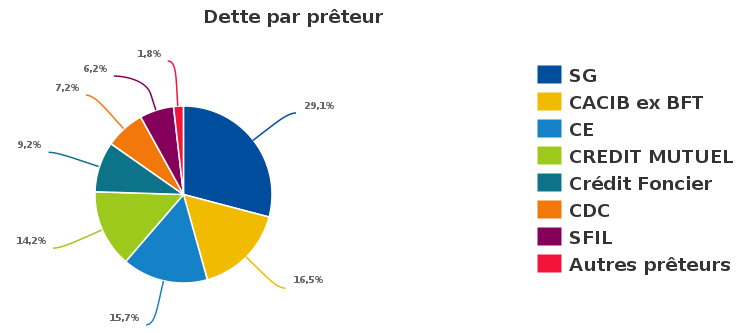 Dette par prêteur
1,8%
6,2%
7,2%
9,2%
14,2%
15,7%
16,5%
29,1%
SG
CACIB ex BFT
CE
CREDIT MUTUEL
Crédit Foncier
CDC
SFIL
Autres prêteurs